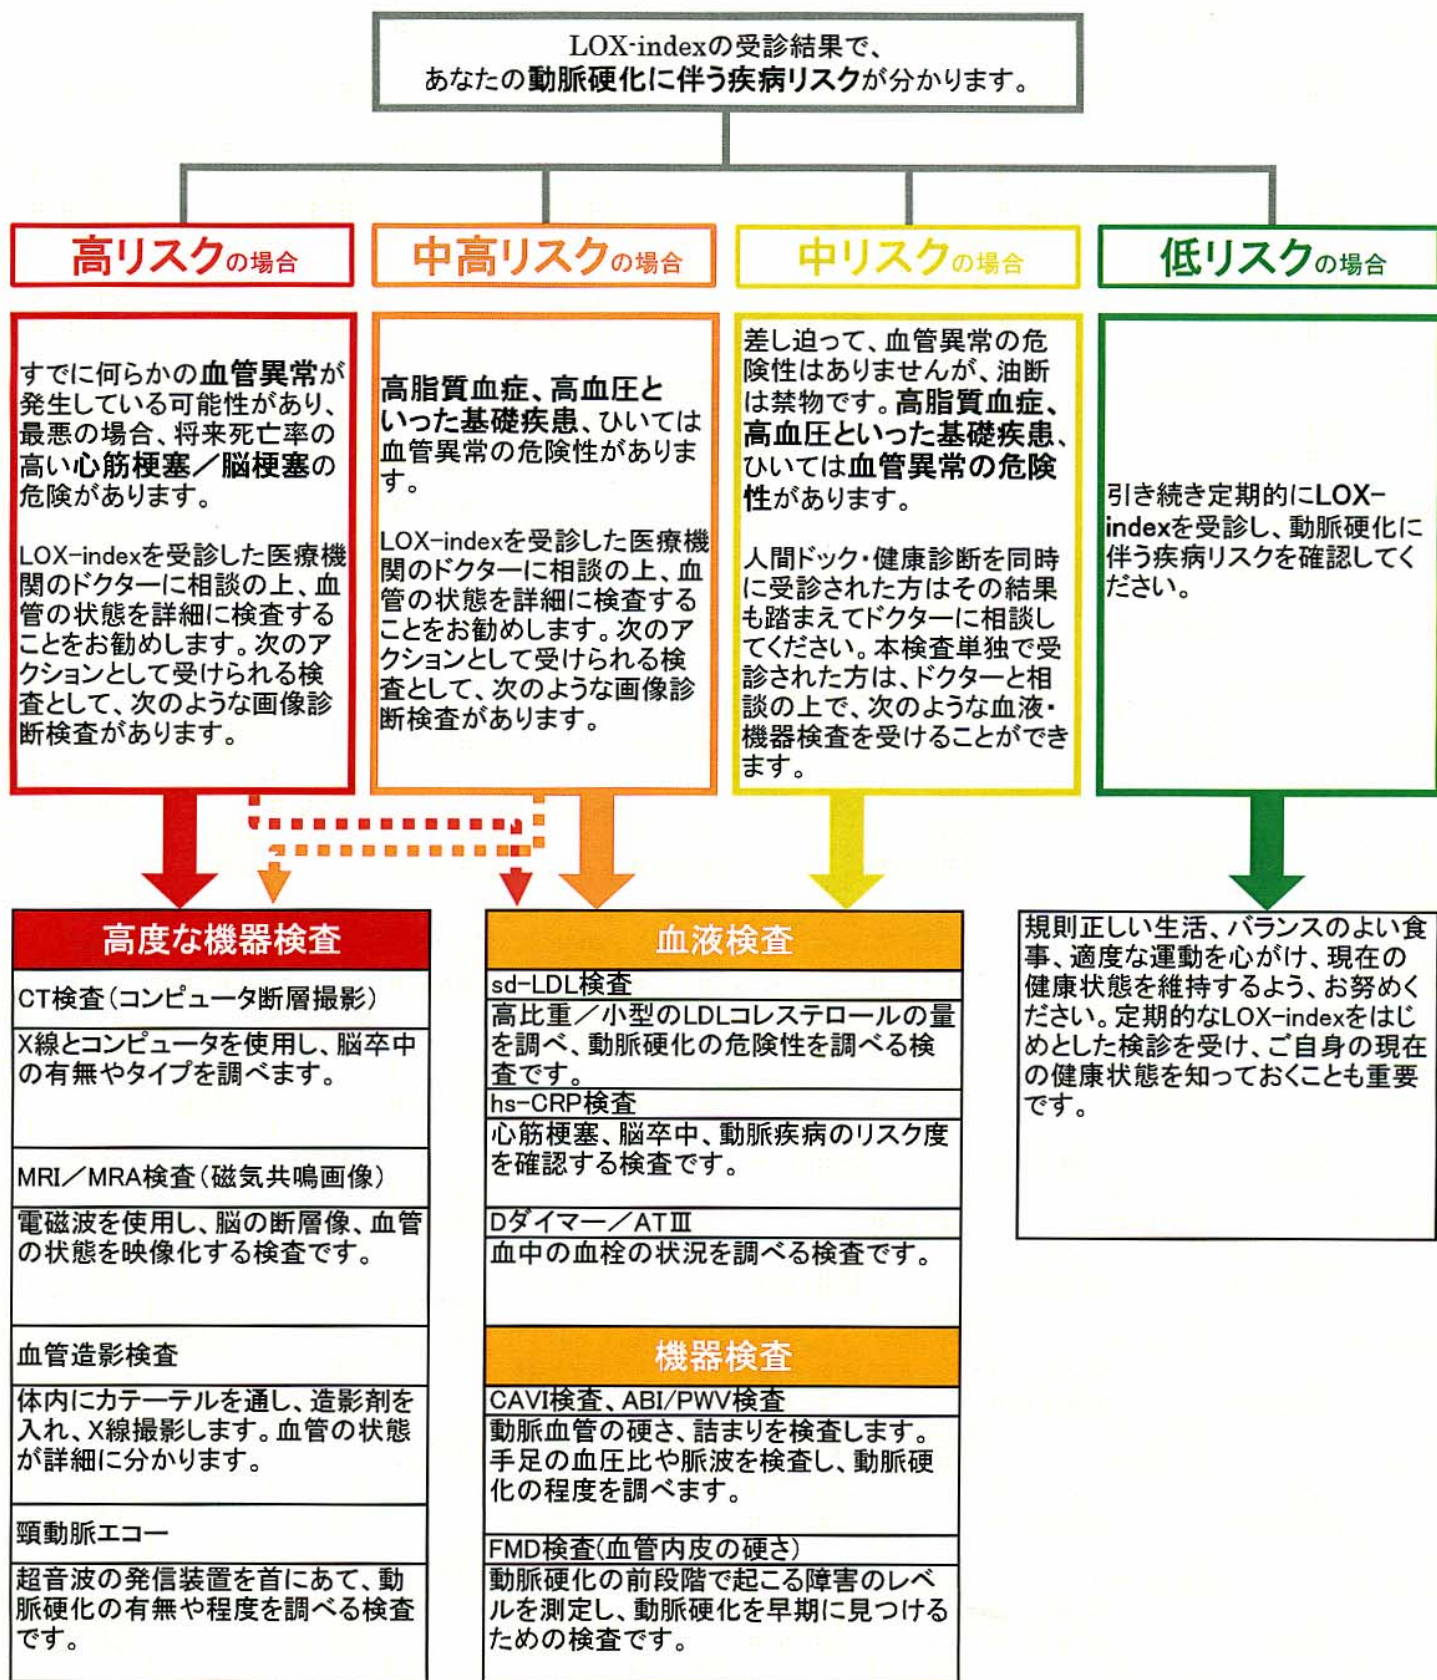 LOX-indexの受診結果で、
あなたの動脈硬化に伴う疾病リスクが分かります。
高リスクの場合
すでに何らかの血管異常が
発生している可能性があり、
最悪の場合、将来死亡率の
高い心筋梗塞／脳梗塞の
危険があります。
LOX-indexを受診した医療機
関のドクターに相談の上、血
管の状態を詳細に検査する
ことをお勧めします。次のア
クションとして受けられる検
査として、次のような画像診
断検査があります。
中高リスクの場合
高脂質血症、高血圧と
いった基礎疾患、ひいては
血管異常の危険性がありま
す。
LOX-indexを受診した医療機
関のドクターに相談の上、血
管の状態を詳細に検査する
ことをお勧めします。次のア
クションとして受けられる検
査として、次のような画像診
断検査があります。
中リスクの場合
差し迫って、血管異常の危
険性はありませんが、油断
は禁物です。高脂質血症、
高血圧といった基礎疾患、
ひいては血管異常の危険
性があります。
人間ドック・健康診断を同時
に受診された方はその結果
も踏まえてドクターに相談し
てください。本検査単独で受
診された方は、ドクターと相
談の上で、次のような血液・
機器検査を受けることができ
ます。
低リスクの場合
引き続き定期的にLOX-
indexを受診し、動脈硬化に
伴う疾病リスクを確認してく
ださい。
高度な機器検査
CT検査（コンピュータ断層撮影）
X線とコンピュータを使用し、脳卒中
の有無やタイプを調べます。
MRI／MRA検査（磁気共鳴画像）
電磁波を使用し、脳の断層像、血管
の状態を映像化する検査です。
血管造影検査
体内にカテーテルを通し、造影剤を
入れ、X線撮影します。血管の状態
が詳細に分かります。
頸動脈エコー
超音波の発信装置を首にあて、動
脈硬化の有無や程度を調べる検査
です。
血液検査
sd-LDL検査
高比重／小型のLDLコレステロールの量
を調べ、動脈硬化の危険性を調べる検
査です。
hs-CRP検査
心筋梗塞、脳卒中、動脈疾病のリスク度
を確認する検査です。
Dダイマー／ATⅢ
血中の血栓の状況を調べる検査です。
機器検査
CAVI検査、ABI/PWV検査
動脈血管の硬さ、詰まりを検査します。
手足の血圧比や脈波を検査し、動脈硬
化の程度を調べます。
FMD検査(血管内皮の硬さ)
動脈硬化の前段階で起こる障害のレベ
ルを測定し、動脈硬化を早期に見つける
ための検査です。
規則正しい生活、バランスのよい食
事、適度な運動を心がけ、現在の
健康状態を維持するよう、お努めく
ださい。定期的なLOX-indexをはじ
めとした検診を受け、ご自身の現在
の健康状態を知っておくことも重要
です。